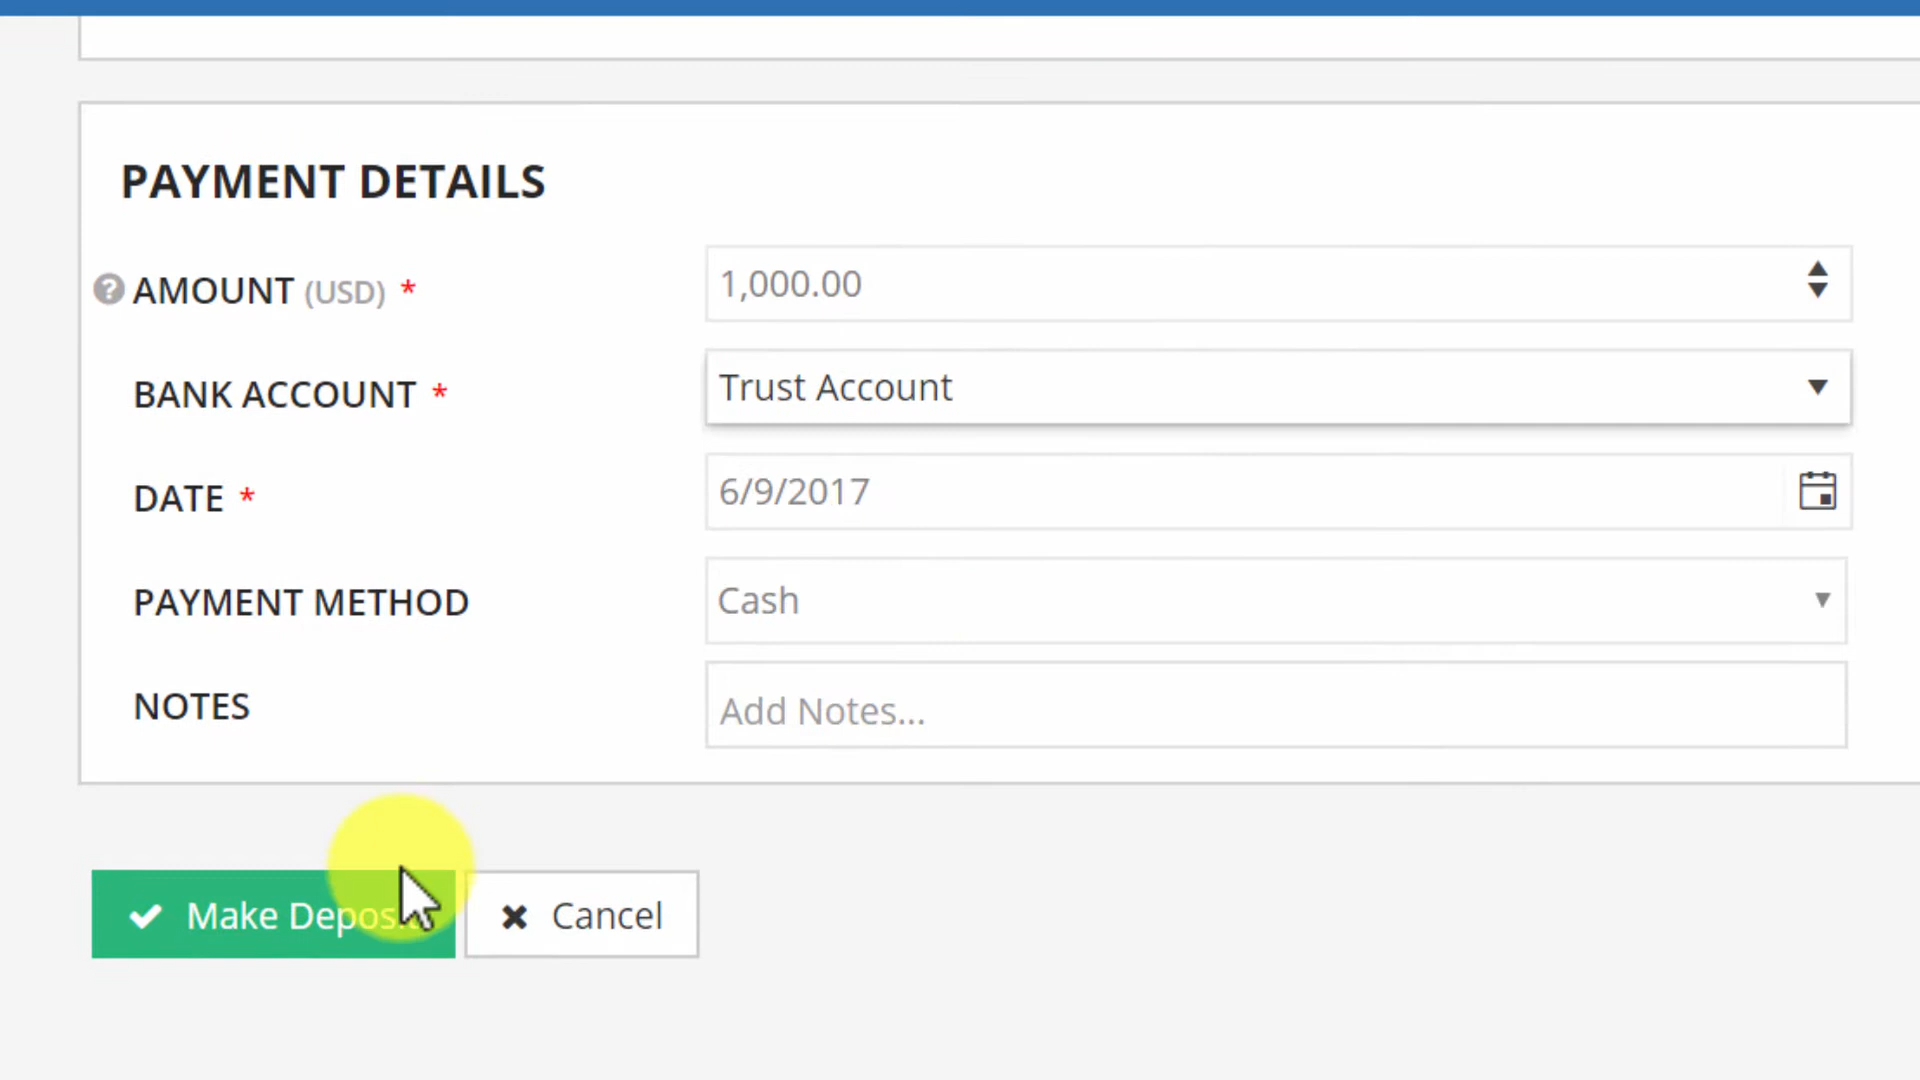 PAYMENT DETAILS
AMOUNT (USD) *
1,000.00
BANK ACCOUNT *
Trust Account
DATE *
6/9/2017
PAYMENT METHOD
Cash
NOTES
Add Notes...
Make Deposit
Cancel